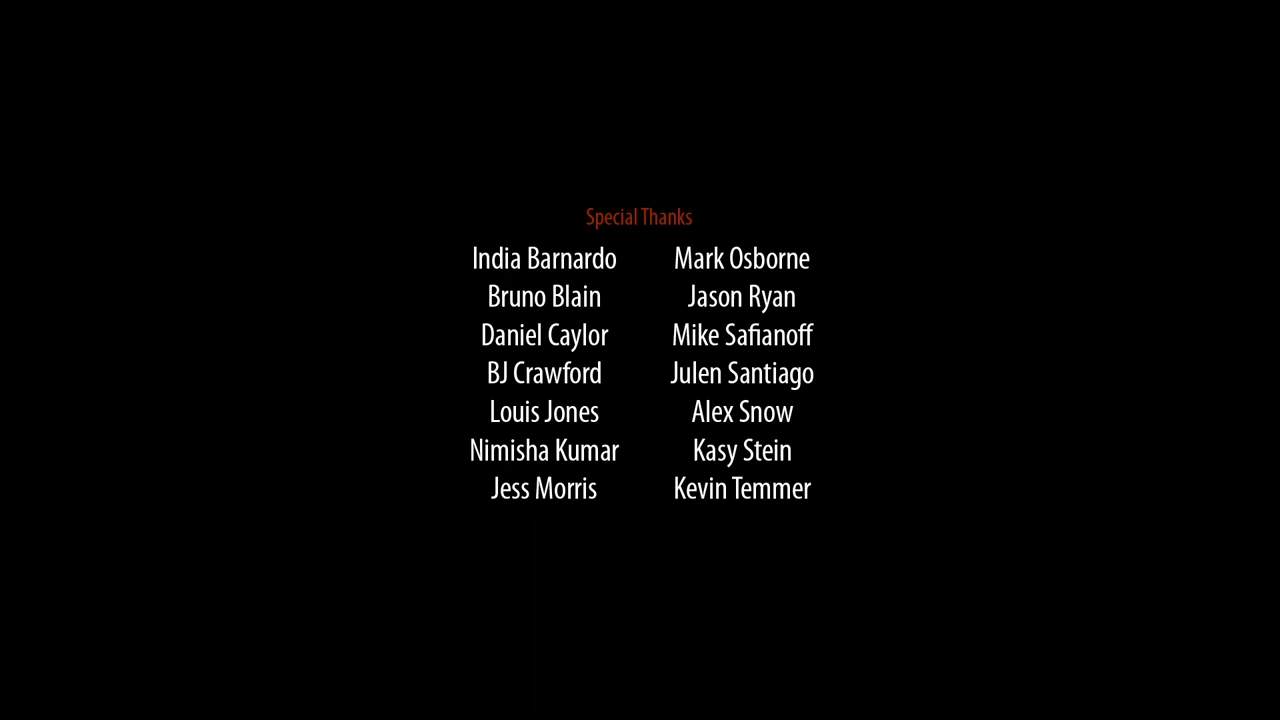 Special Thanks
India Barnardo Mark Osborne
Bruno Blain Jason Ryan
Daniel Caylor Mike Safianoff
BJ Crawford Julen Santiago
Louis Jones Alex Snow
Nimisha Kumar Kasy Stein
Jess Morris Kevin Temmer